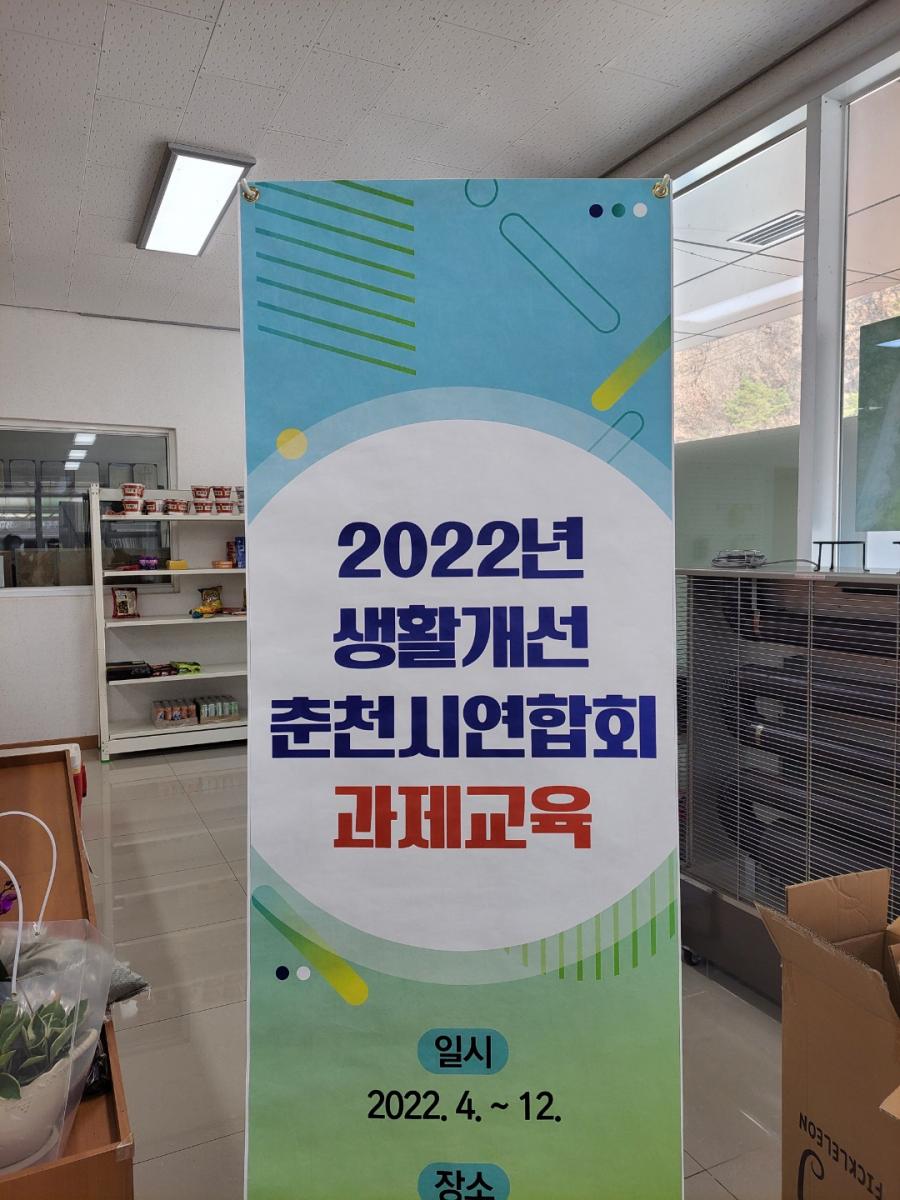 2022년
생활개선
춘천시연합회
과제교육
일시
2022. 4. ~ 12.
장소
FICKLELEON